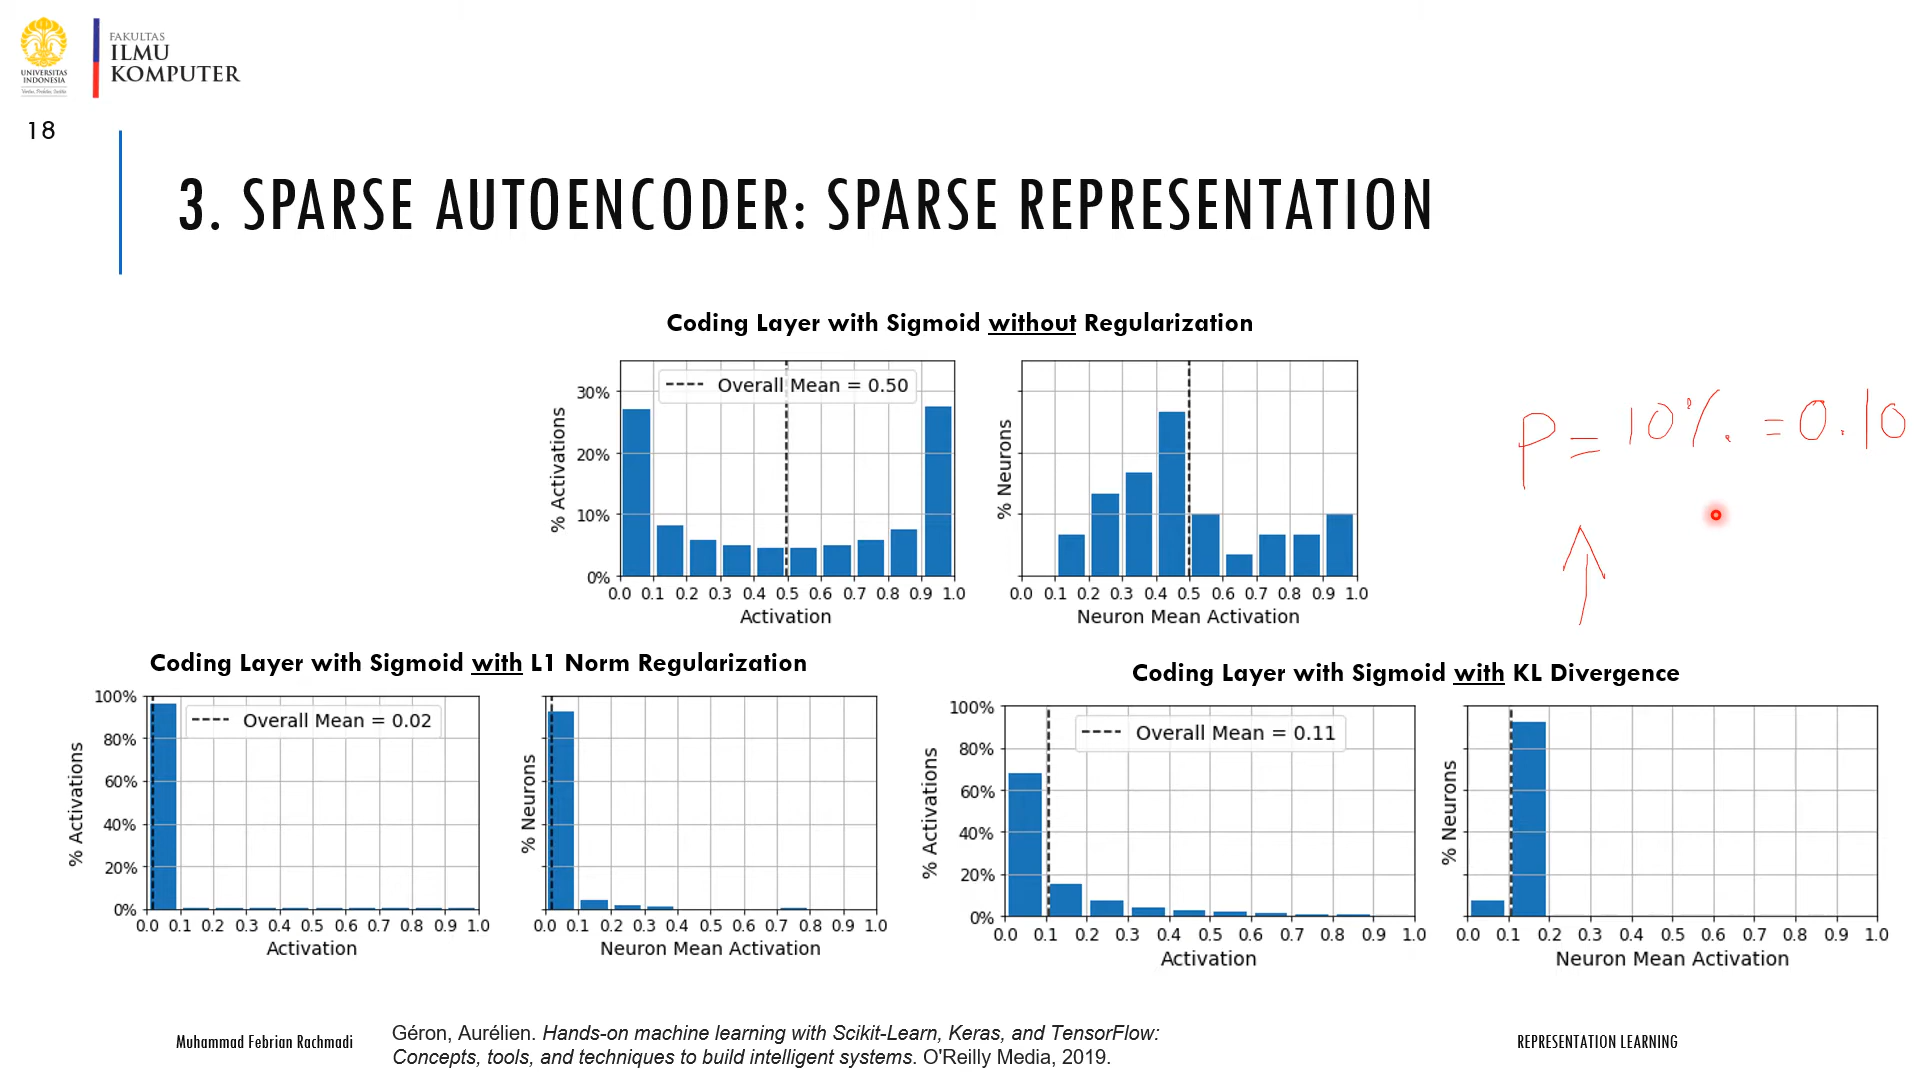 UNIVERSITAS
INDONESIA
FAKULTAS
ILMU
KOMPUTER
18
3. SPARSE AUTOENCODER: SPARSE REPRESENTATION
Coding Layer with Sigmoid without Regularization
% Activations
30%
20%
10%
0%
Overall Mean = 0.50
0.0 0.1 0.2 0.3 0.4 0.5 0.6 0.7 0.8 0.9 1.0
Activation
% Neurons
0.0 0.1 0.2 0.3 0.4 0.5 0.6 0.7 0.8 0.9 1.0
Neuron Mean Activation
P = 10% = 0.10
Coding Layer with Sigmoid with L1 Norm Regularization
% Activations
100%
80%
60%
40%
20%
0%
Overall Mean = 0.02
0.0 0.1 0.2 0.3 0.4 0.5 0.6 0.7 0.8 0.9 1.0
Activation
% Neurons
0.0 0.1 0.2 0.3 0.4 0.5 0.6 0.7 0.8 0.9 1.0
Neuron Mean Activation
Coding Layer with Sigmoid with KL Divergence
% Activations
100%
80%
60%
40%
20%
0%
Overall Mean = 0.11
0.0 0.1 0.2 0.3 0.4 0.5 0.6 0.7 0.8 0.9 1.0
Activation
% Neurons
0.0 0.1 0.2 0.3 0.4 0.5 0.6 0.7 0.8 0.9 1.0
Neuron Mean Activation
Muhammad Febrian Rachmadi
Géron, Aurélien. Hands-on machine learning with Scikit-Learn, Keras, and TensorFlow:
Concepts, tools, and techniques to build intelligent systems. O'Reilly Media, 2019.
REPRESENTATION LEARNING